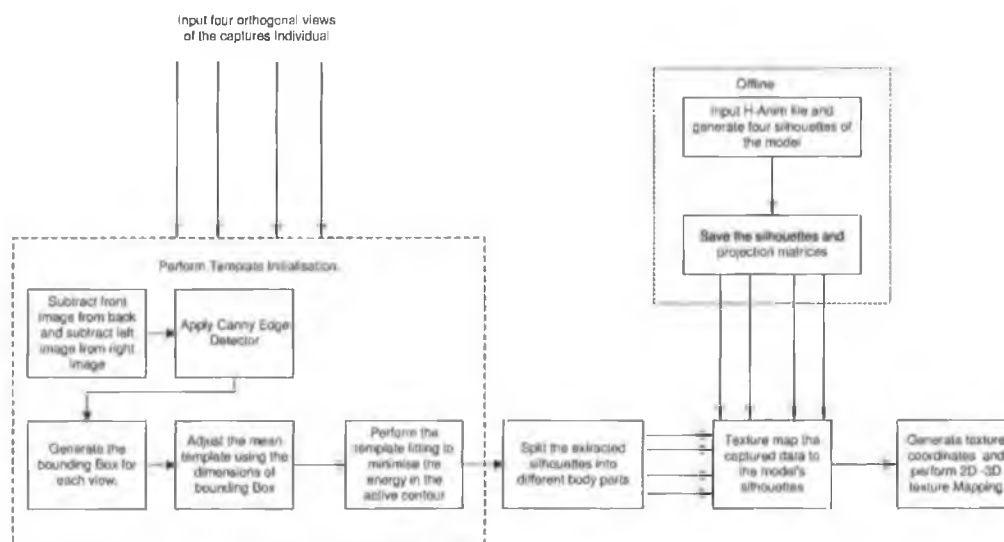 Input four orthogonal views
of the captures Individual
Offline
Input H-Anim file and
generate four silhouettes of
the model
Save the silhouettes and
projection matrices
Perform Template Initialisation.
Subtract front
image from back
and subtract left
image from right
image
Apply Canny Edge
Detector
Generate the
bounding Box for
each view.
Adjust the mean
template using the
dimensions of
bounding Box
Perform the
template fitting to
minimise the
energy in the
active contour
Split the extracted
silhouettes into
different body parts
Texture map the
captured data to
the model's
silhouettes
Generate texture
coordinates and
perform 2D -3D
texture Mapping